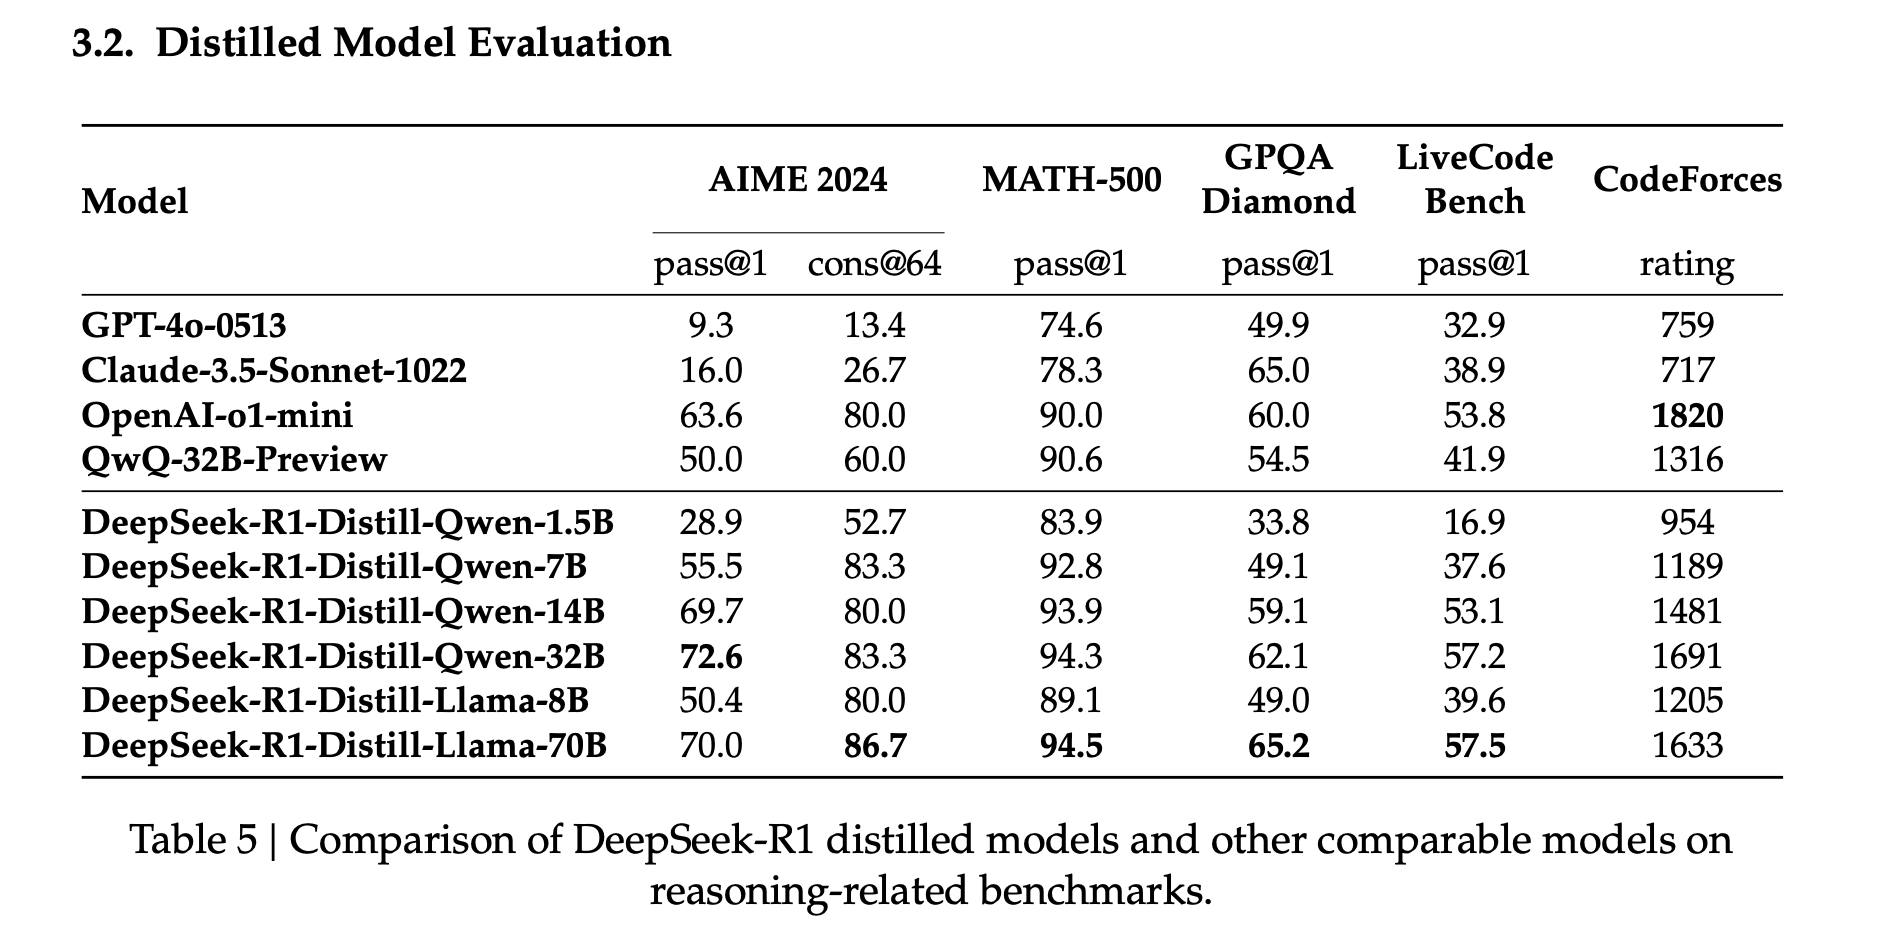 3.2. Distilled Model Evaluation
Model AIME 2024 MATH-500 GPQA Diamond LiveCode Bench CodeForces
pass@1 cons@64 pass@1 pass@1 pass@1 rating
GPT-4o-0513 9.3 13.4 74.6 49.9 32.9 759
Claude-3.5-Sonnet-1022 16.0 26.7 78.3 65.0 38.9 717
OpenAI-o1-mini 63.6 80.0 90.0 60.0 53.8 1820
QwQ-32B-Preview 50.0 60.0 90.6 54.5 41.9 1316
DeepSeek-R1-Distill-Qwen-1.5B 28.9 52.7 83.9 33.8 16.9 954
DeepSeek-R1-Distill-Qwen-7B 55.5 83.3 92.8 49.1 37.6 1189
DeepSeek-R1-Distill-Qwen-14B 69.7 80.0 93.9 59.1 53.1 1481
DeepSeek-R1-Distill-Qwen-32B 72.6 83.3 94.3 62.1 57.2 1691
DeepSeek-R1-Distill-Llama-8B 50.4 80.0 89.1 49.0 39.6 1205
DeepSeek-R1-Distill-Llama-70B 70.0 86.7 94.5 65.2 57.5 1633
Table 5 | Comparison of DeepSeek-R1 distilled models and other comparable models on
reasoning-related benchmarks.